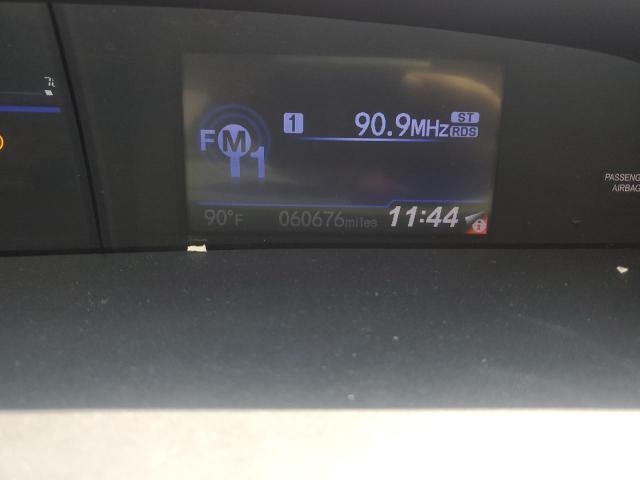 FM1 1 90.9MHz ST
RDS
PASSENG
AIRBAG
90°F 060676miles 11:44 i